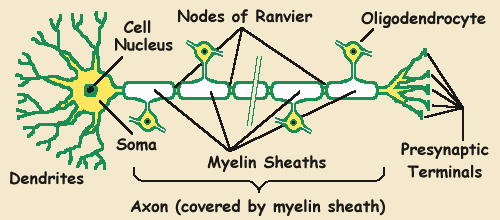 Nodes of Ranvier
Oligodendrocyte
Cell
Nucleus
Soma
Myelin Sheaths
Presynaptic
Terminals
Dendrites
Axon (covered by myelin sheath)